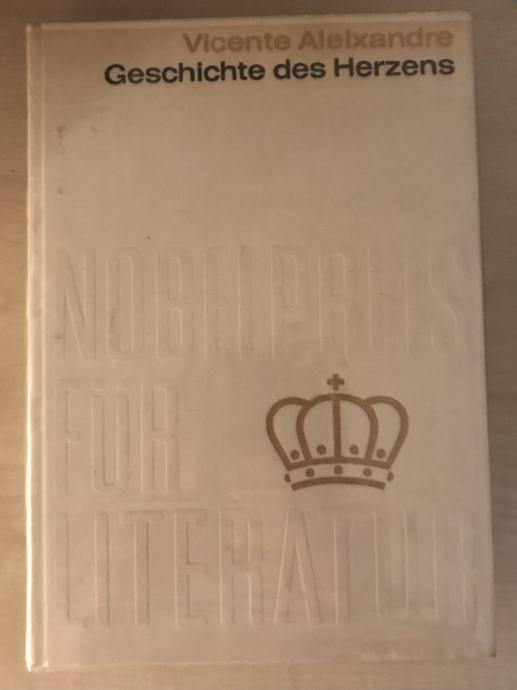 Vicente Aleixandre
Geschichte des Herzens
NOBELPREIS
FÜR
LITERATUR